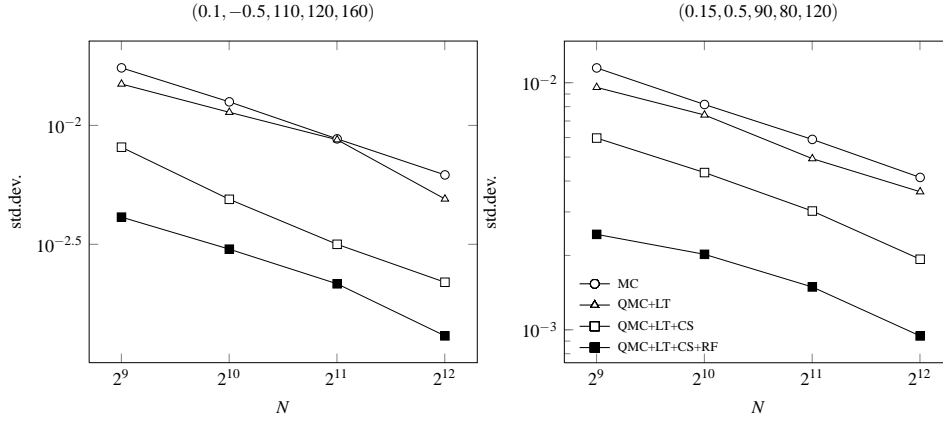 (0.1, −0.5, 110, 120, 160)
std.dev.
10^−2
10^−2.5
2^9 2^10 2^11 2^12
N
(0.15, 0.5, 90, 80, 120)
std.dev.
10^−2
10^−3
MC
QMC+LT
QMC+LT+CS
QMC+LT+CS+RF
2^9 2^10 2^11 2^12
N